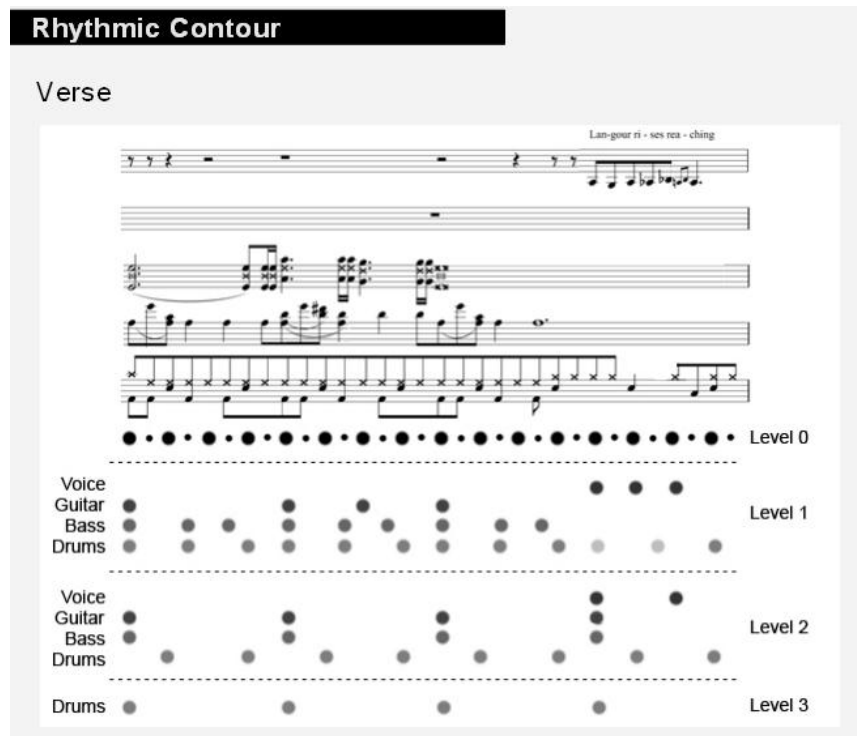 Rhythmic Contour
Verse
Lan-gour ri - ses rea - ching
Level 0
Voice
Guitar
Bass
Drums
Level 1
Voice
Guitar
Bass
Drums
Level 2
Drums
Level 3